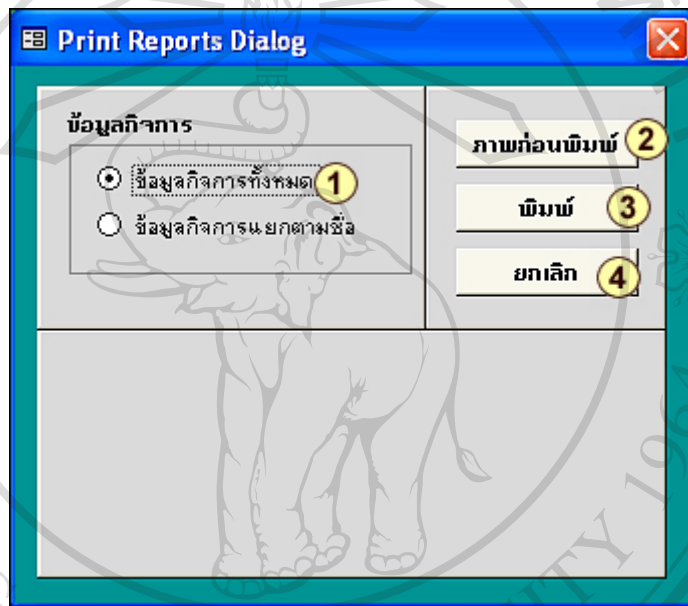 Print Reports Dialog
ข้อมูลกิจการ
ข้อมูลกิจการทั้งหมด 1
ข้อมูลกิจการแยกตามชื่อ
ภาพก่อนพิมพ์ 2
พิมพ์ 3
ยกเลิก 4
ITY 1964